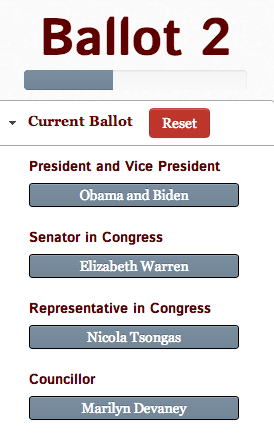 Ballot 2
Current Ballot Reset
President and Vice President
Obama and Biden
Senator in Congress
Elizabeth Warren
Representative in Congress
Nicola Tsongas
Councillor
Marilyn Devaney